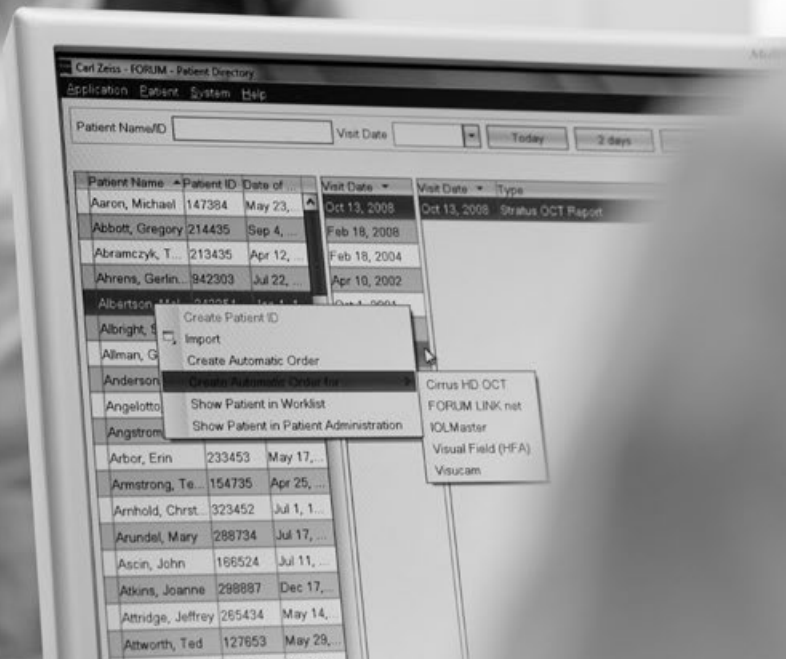 Carl Zeiss - FORUM - Patient Directory
Application Patient System Help
Patient Name/ID Visit Date Today 2 days
Patient Name Patient ID Date of ... Visit Date Visit Date Type
Aaron, Michael 147384 May 23,... Oct 13, 2008 Oct 13, 2008 Stratus OCT Report
Abbott, Gregory 214435 Sep 4, ... Feb 18, 2008
Abramczyk, T... 213435 Apr 12, ... Feb 18, 2004
Ahrens, Gerlin... 942303 Jul 22, ... Apr 10, 2002
Albertson,
Albright, S
Allman, G
Anderson
Angelotto
Angstrom
Create Patient ID
Import
Create Automatic Order
Create Automatic Order for
Show Patient in Worklist
Show Patient in Patient Administration
Cirrus HD OCT
FORUM LINK net
IOLMaster
Visual Field (HFA)
Visucam
Arbor, Erin 233453 May 17,...
Armstrong, Te... 154735 Apr 25, ...
Arnhold, Chrst... 323452 Jul 1, 1...
Arundel, Mary 288734 Jul 17, ...
Ascin, John 166524 Jul 11, ...
Atkins, Joanne 298887 Dec 17,...
Attridge, Jeffrey 265434 May 14, ...
Attworth, Ted 127653 May 29,...